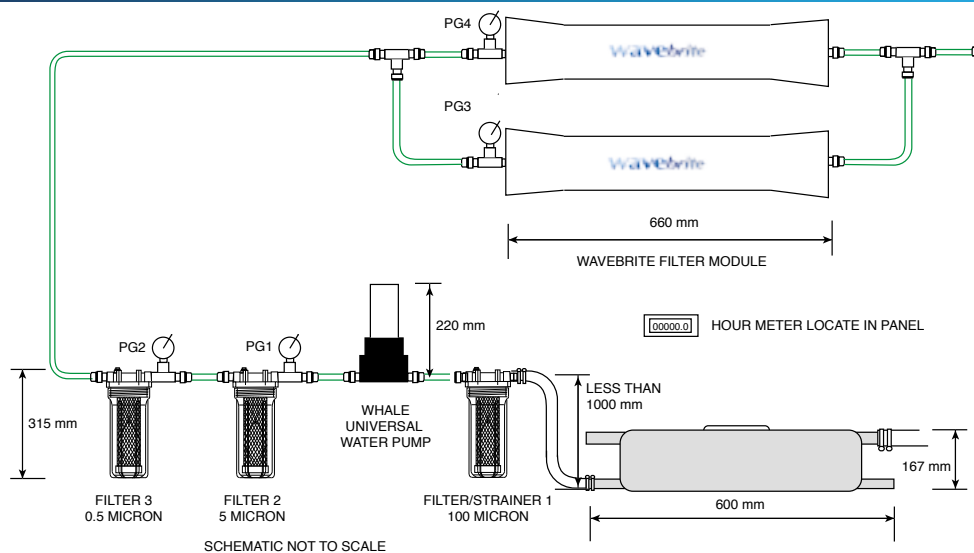 PG4
wavebrite
PG3
wavebrite
660 mm
WAVEBRITE FILTER MODULE
220 mm
00000.0
HOUR METER LOCATE IN PANEL
PG2
PG1
315 mm
WHALE
UNIVERSAL
WATER PUMP
LESS THAN
1000 mm
167 mm
FILTER 3
0.5 MICRON
FILTER 2
5 MICRON
FILTER/STRAINER 1
100 MICRON
600 mm
SCHEMATIC NOT TO SCALE